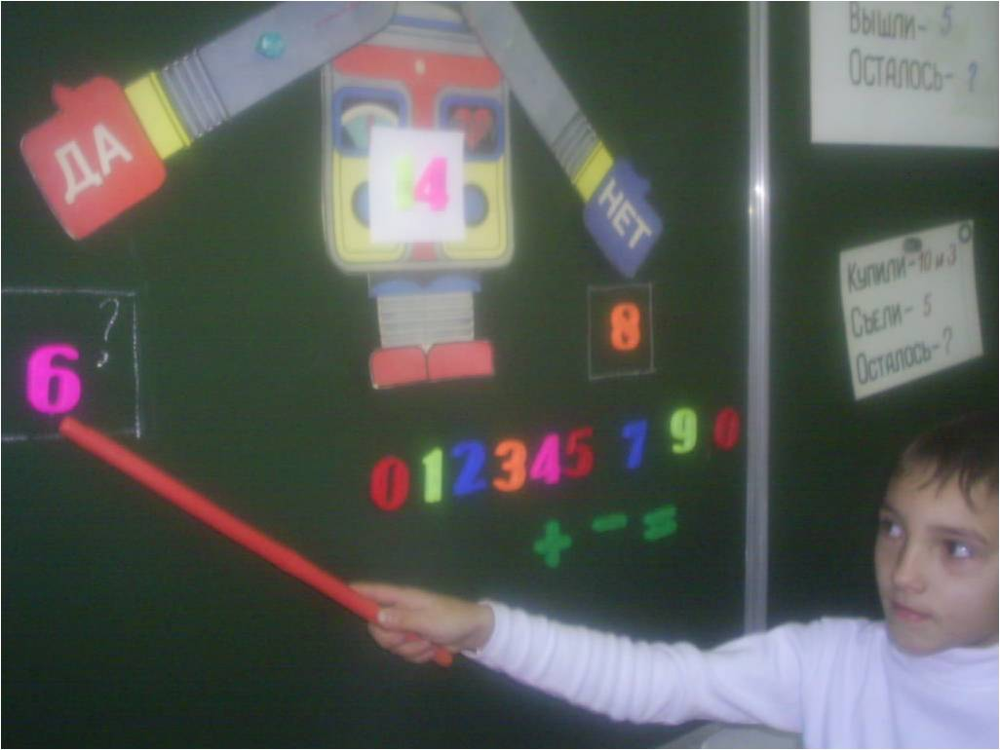 Вышли- 5
Осталось- ?
ДА
14
НЕТ
Купили-10 и 3
Съели- 5
Осталось-?
6 ?
8
0 1 2 3 4 5 7 9 0
+ - =